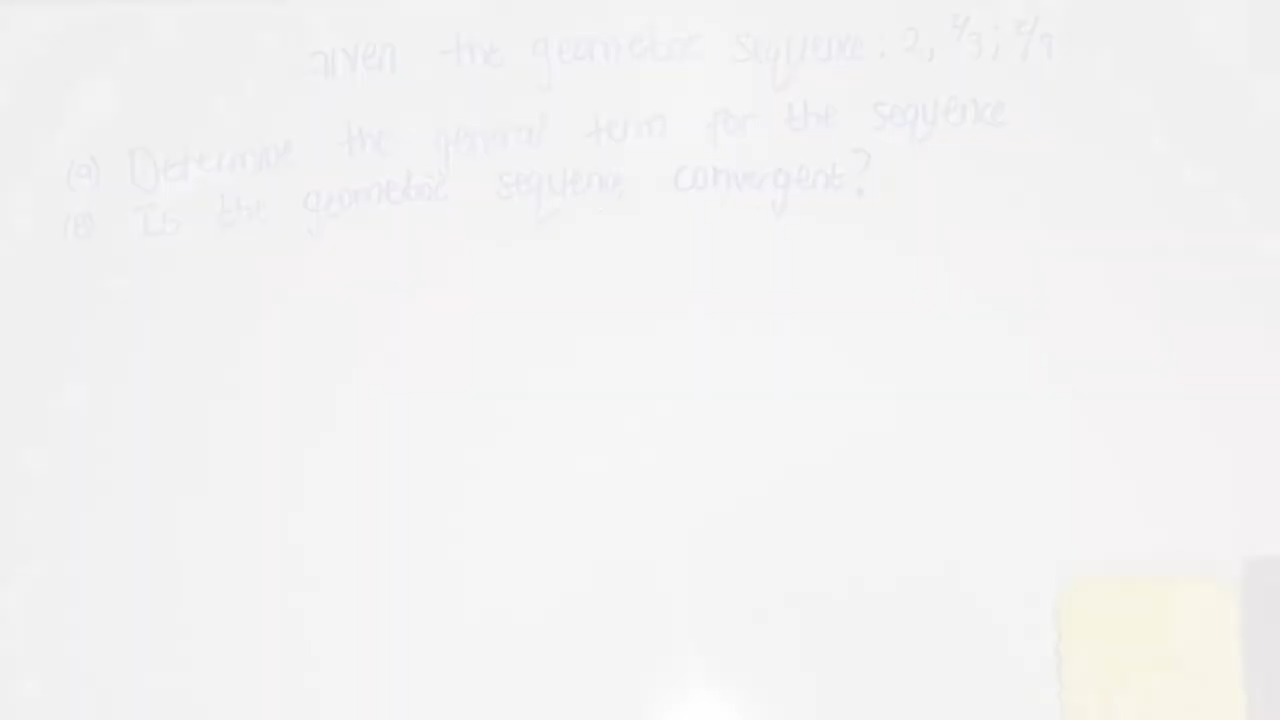 Given the geometric sequence: 2, 4/3; 8/9
(a) Determine the general term for the sequence
(B) Is the geometric sequence convergent?